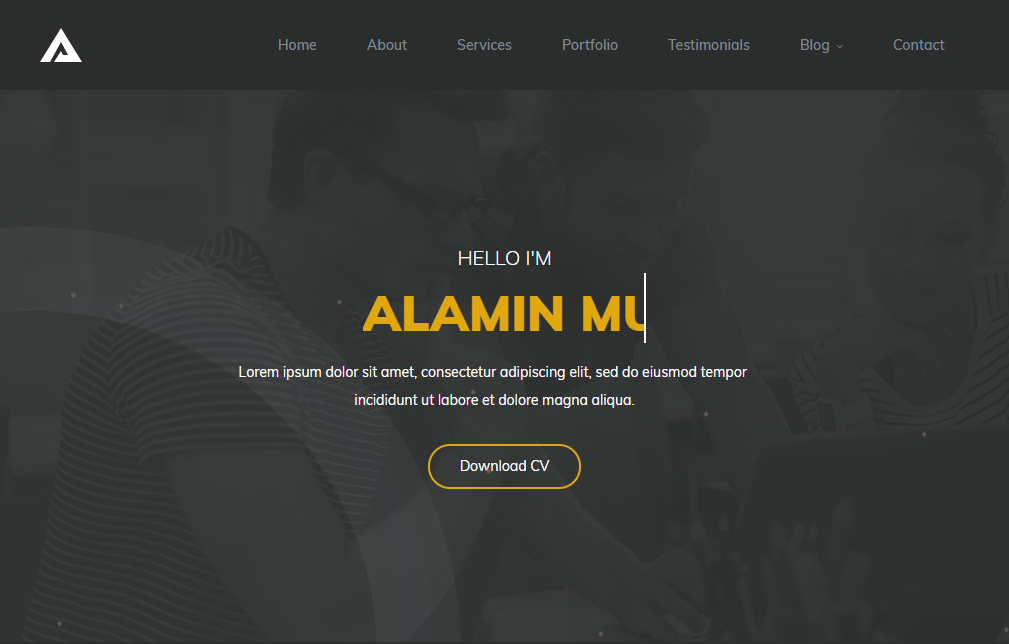 Home About Services Portfolio Testimonials Blog Contact
HELLO I'M
ALAMIN MU
Lorem ipsum dolor sit amet, consectetur adipiscing elit, sed do eiusmod tempor
incididunt ut labore et dolore magna aliqua.
Download CV